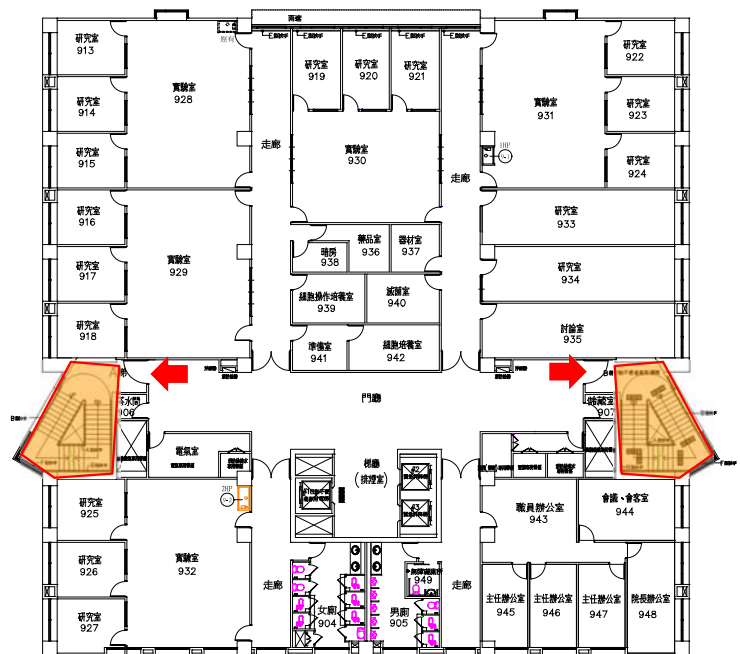 雨遮
原有
研究室
913
研究室
914
研究室
915
研究室
916
研究室
917
研究室
918
實驗室
928
實驗室
929
走廊
研究室
919
研究室
920
研究室
921
實驗室
930
暗房
938
藥品室
936
器材室
937
細胞操作培養室
939
滅菌室
940
準備室
941
細胞培養室
942
走廊
實驗室
931
1HP
研究室
922
研究室
923
研究室
924
研究室
933
研究室
934
討論室
935
門廳
906
907
電氣室
梯廳
(排煙室)
#2
#3
2HP
研究室
925
研究室
926
研究室
927
實驗室
932
走廊
女廁
904
男廁
905
949
走廊
職員辦公室
943
會議、會客室
944
主任辦公室
945
主任辦公室
946
主任辦公室
947
院長辦公室
948